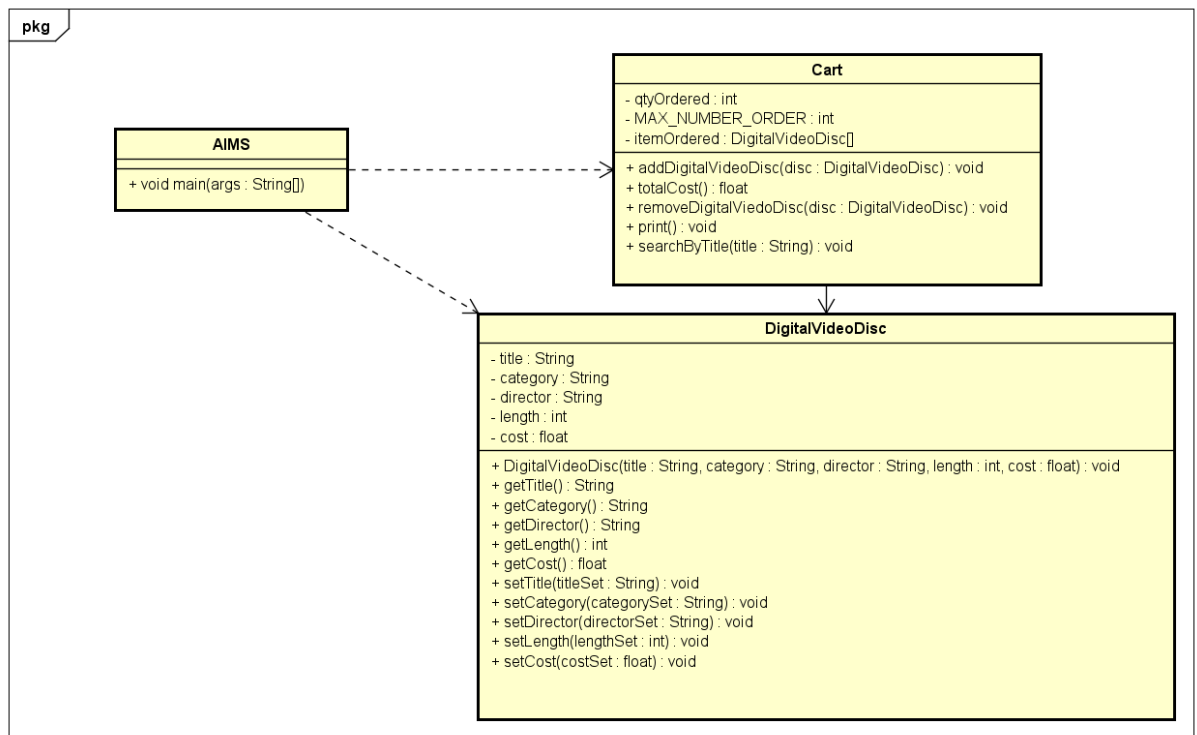 pkg
AIMS
+ void main(args : String[])
Cart
- qtyOrdered : int
- MAX_NUMBER_ORDER : int
- itemOrdered : DigitalVideoDisc[]
+ addDigitalVideoDisc(disc : DigitalVideoDisc) : void
+ totalCost() : float
+ removeDigitalViedoDisc(disc : DigitalVideoDisc) : void
+ print() : void
+ searchByTitle(title : String) : void
DigitalVideoDisc
- title : String
- category : String
- director : String
- length : int
- cost : float
+ DigitalVideoDisc(title : String, category : String, director : String, length : int, cost : float) : void
+ getTitle() : String
+ getCategory() : String
+ getDirector() : String
+ getLength() : int
+ getCost() : float
+ setTitle(titleSet : String) : void
+ setCategory(categorySet : String) : void
+ setDirector(directorSet : String) : void
+ setLength(lengthSet : int) : void
+ setCost(costSet : float) : void